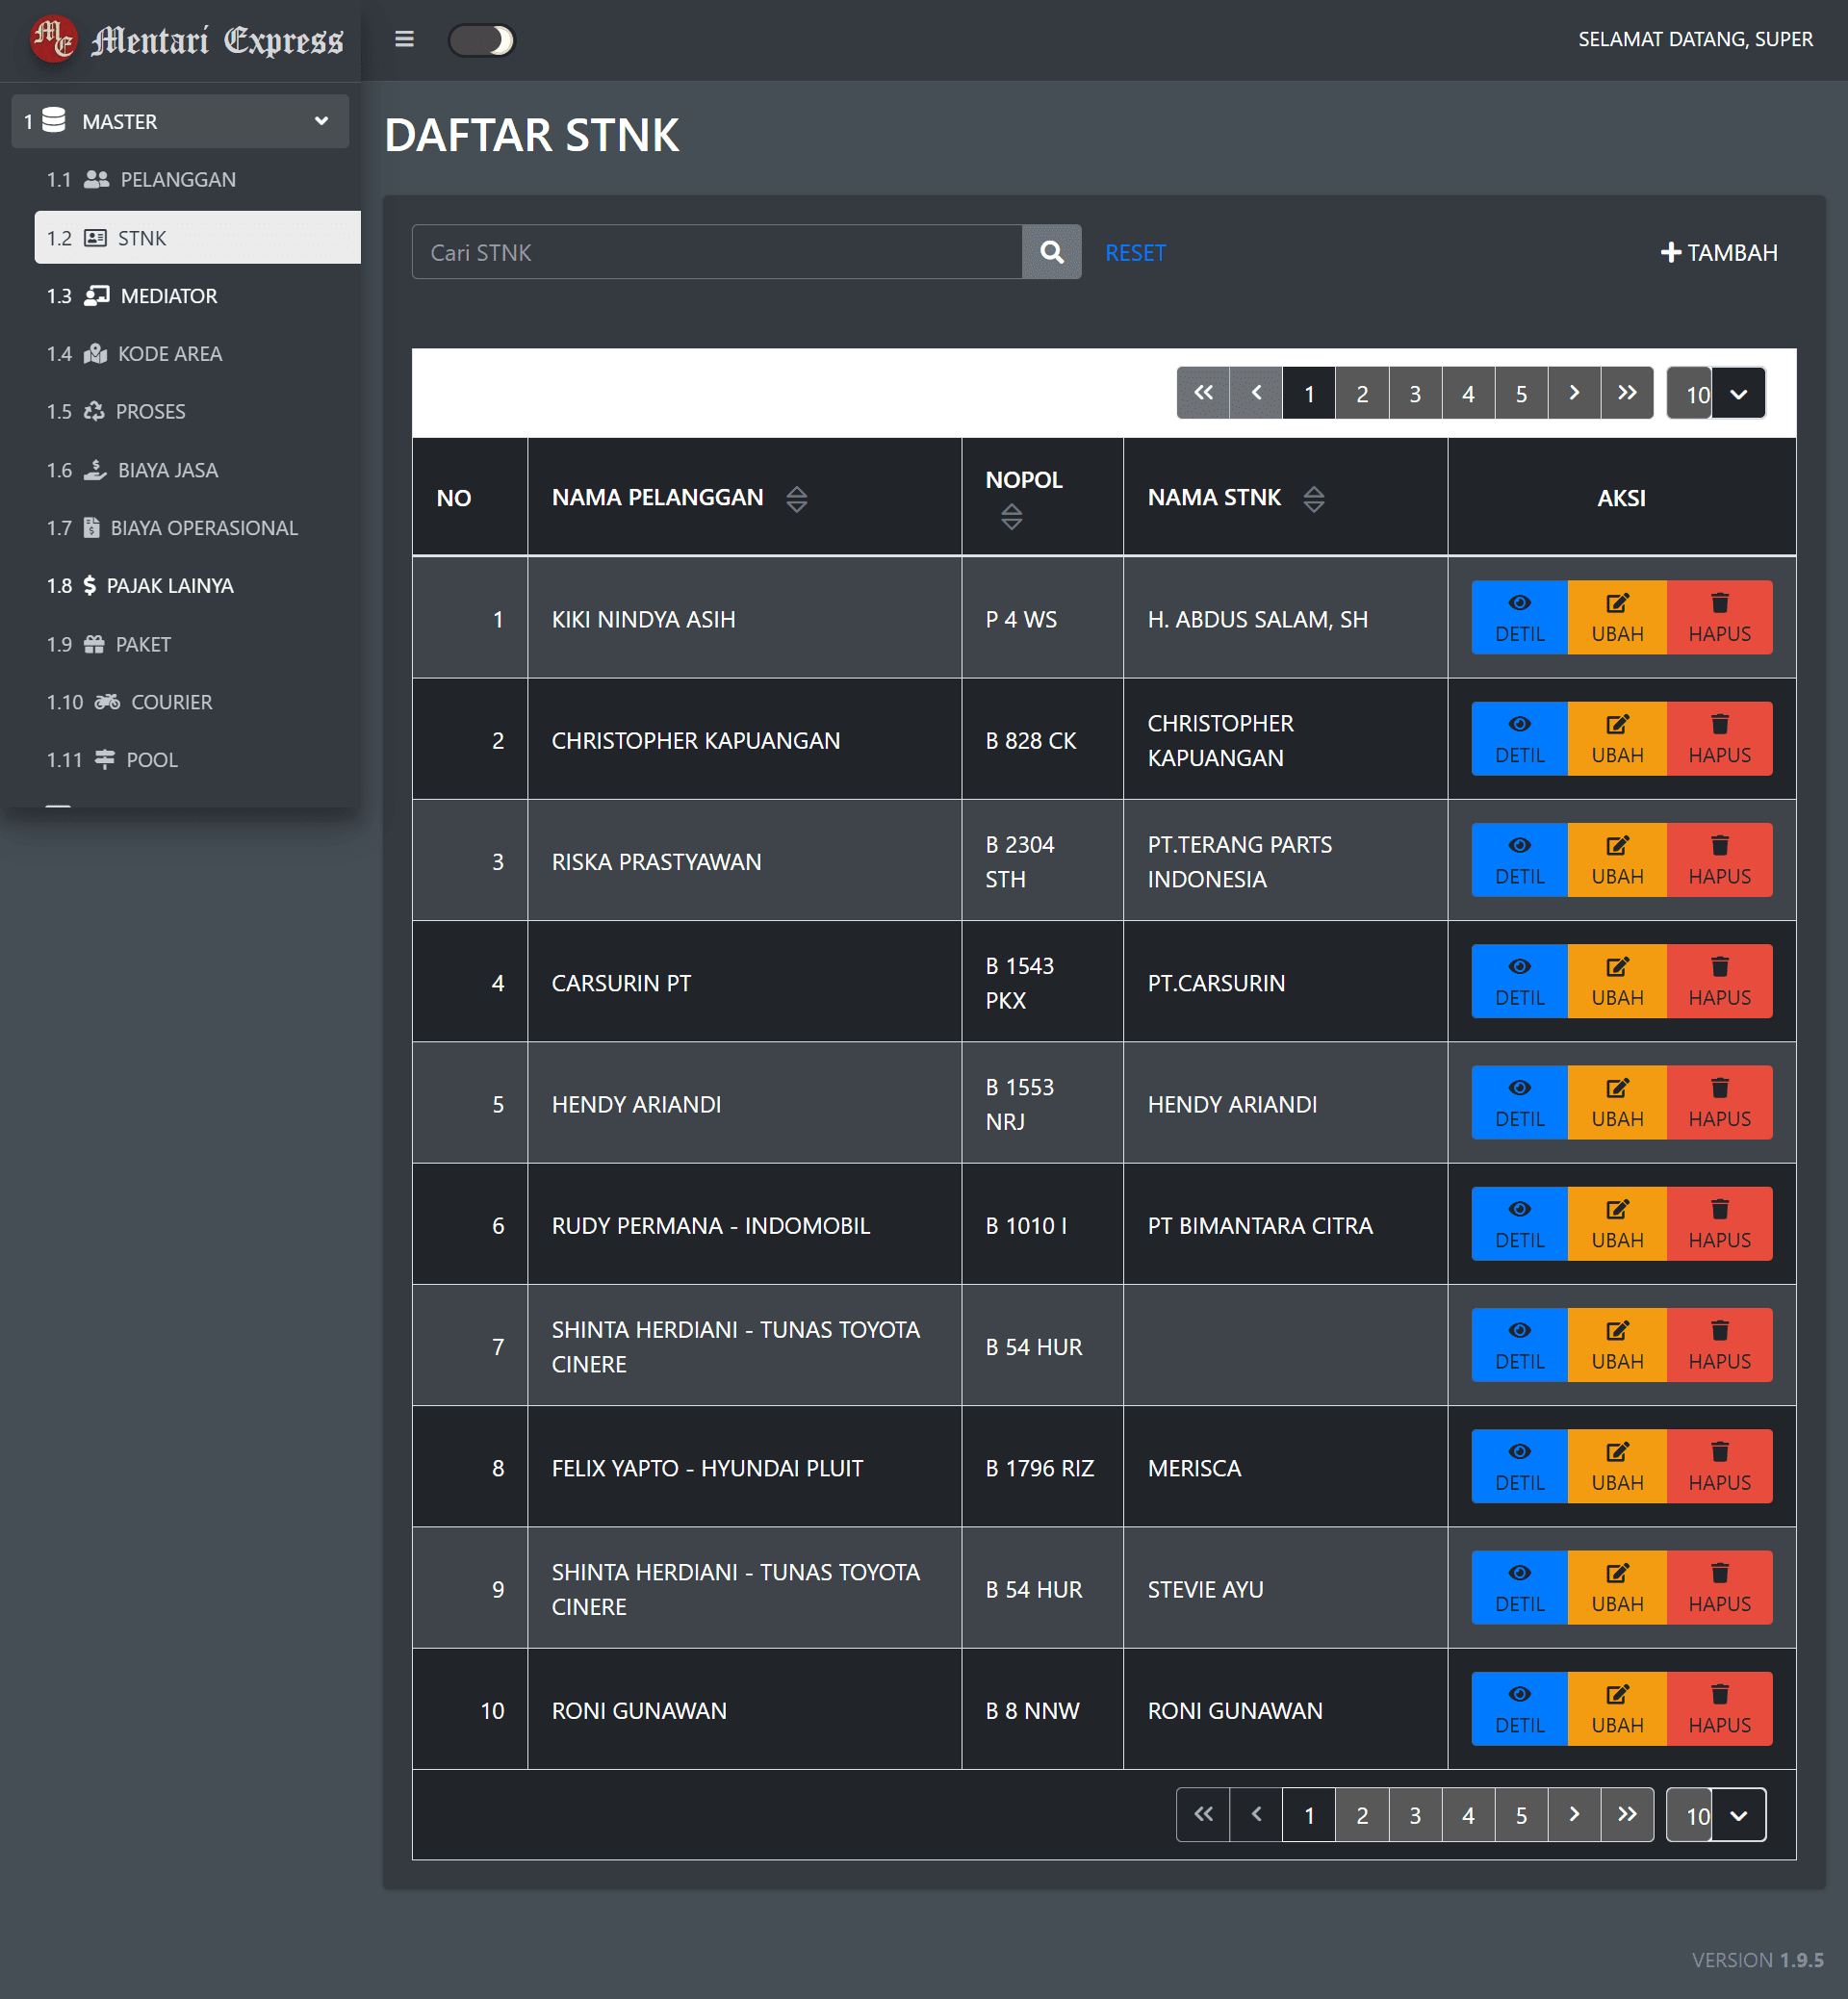 ME Mentari Express
SELAMAT DATANG, SUPER
1 MASTER
1.1 PELANGGAN
1.2 STNK
1.3 MEDIATOR
1.4 KODE AREA
1.5 PROSES
1.6 BIAYA JASA
1.7 BIAYA OPERASIONAL
1.8 PAJAK LAINYA
1.9 PAKET
1.10 COURIER
1.11 POOL
DAFTAR STNK
Cari STNK RESET TAMBAH
1 2 3 4 5 10
NO NAMA PELANGGAN NOPOL NAMA STNK AKSI
1 KIKI NINDYA ASIH P 4 WS H. ABDUS SALAM, SH DETIL UBAH HAPUS
2 CHRISTOPHER KAPUANGAN B 828 CK CHRISTOPHER
KAPUANGAN DETIL UBAH HAPUS
3 RISKA PRASTYAWAN B 2304
STH PT.TERANG PARTS
INDONESIA DETIL UBAH HAPUS
4 CARSURIN PT B 1543
PKX PT.CARSURIN DETIL UBAH HAPUS
5 HENDY ARIANDI B 1553
NRJ HENDY ARIANDI DETIL UBAH HAPUS
6 RUDY PERMANA - INDOMOBIL B 1010 I PT BIMANTARA CITRA DETIL UBAH HAPUS
7 SHINTA HERDIANI - TUNAS TOYOTA
CINERE B 54 HUR DETIL UBAH HAPUS
8 FELIX YAPTO - HYUNDAI PLUIT B 1796 RIZ MERISCA DETIL UBAH HAPUS
9 SHINTA HERDIANI - TUNAS TOYOTA
CINERE B 54 HUR STEVIE AYU DETIL UBAH HAPUS
10 RONI GUNAWAN B 8 NNW RONI GUNAWAN DETIL UBAH HAPUS
1 2 3 4 5 10
VERSION 1.9.5